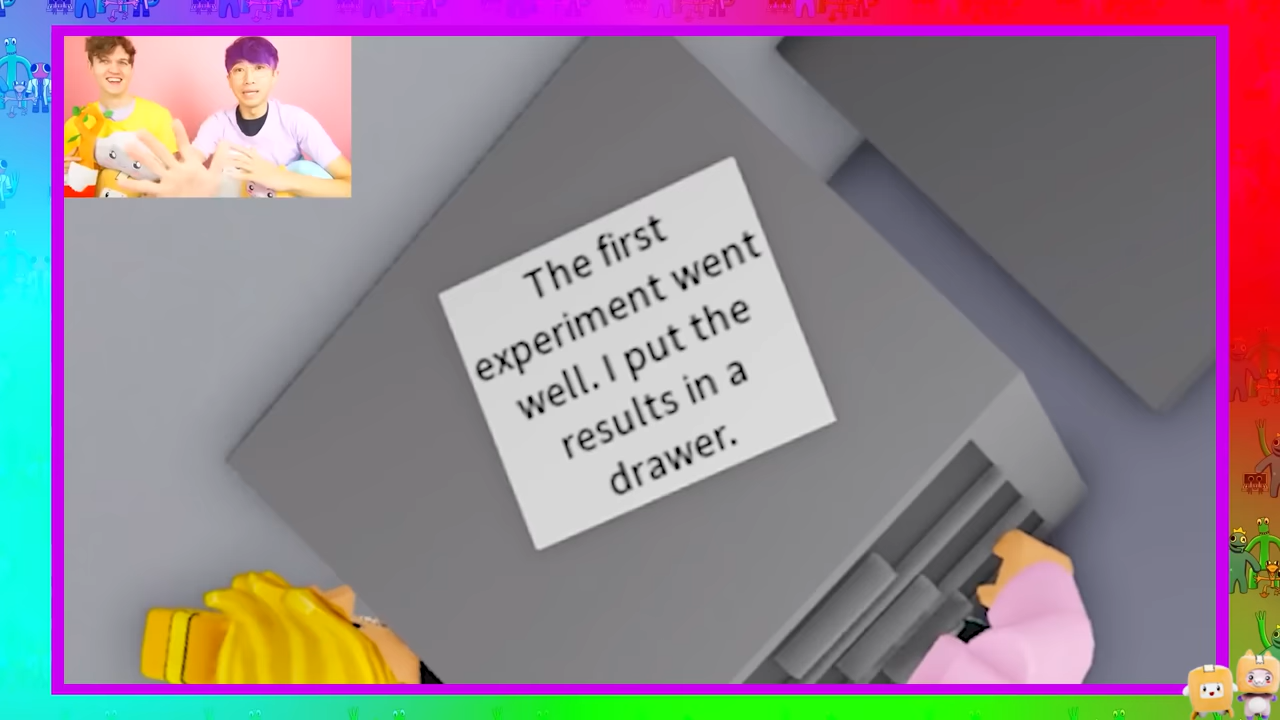 The first
experiment went
well. I put the
results in a
drawer.